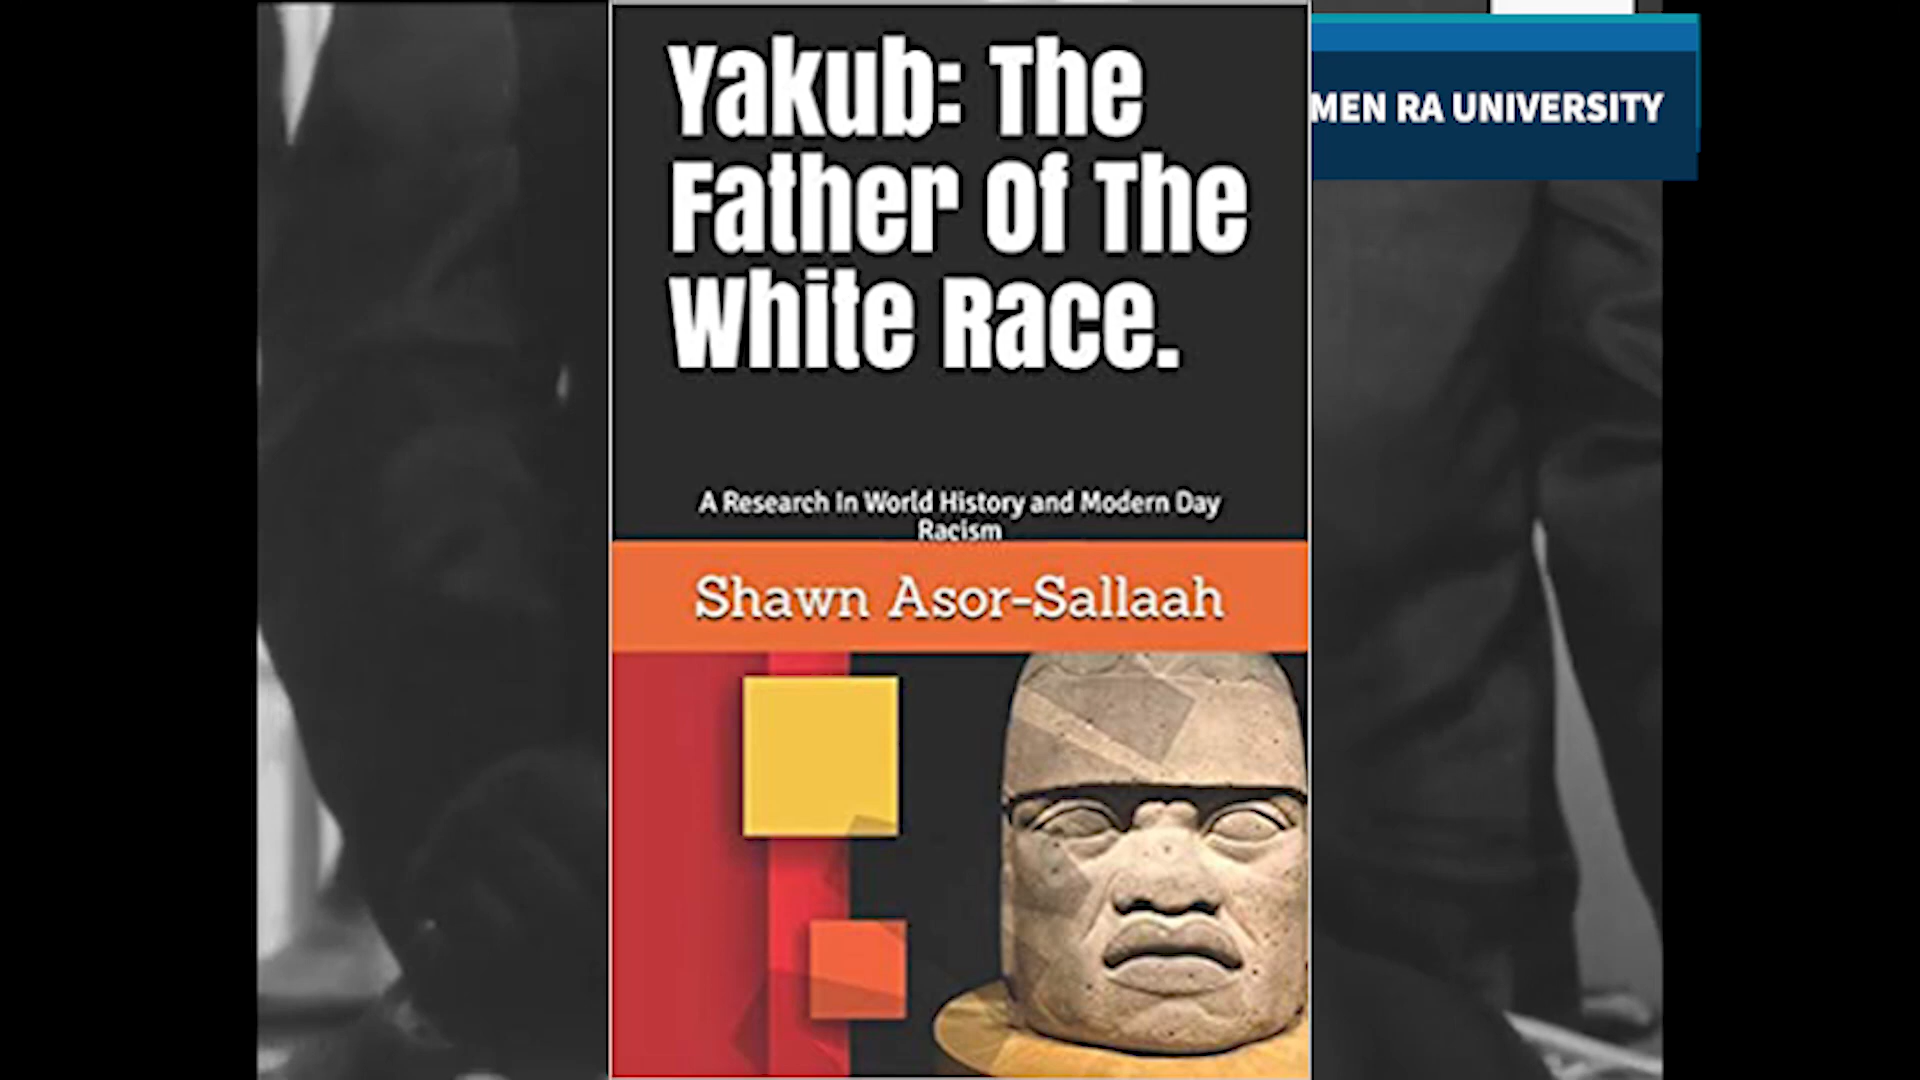 Yakub: The
Father Of The
White Race.
MEN RA UNIVERSITY
A Research In World History and Modern Day
Racism
Shawn Asor-Sallaah